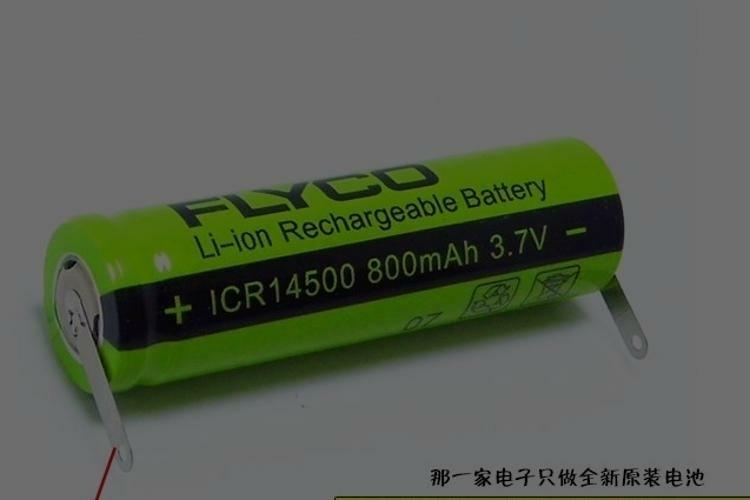 FLYCO
Li-ion Rechargeable Battery
+ ICR14500 800mAh 3.7V -
那一家电子只做全新原装电池